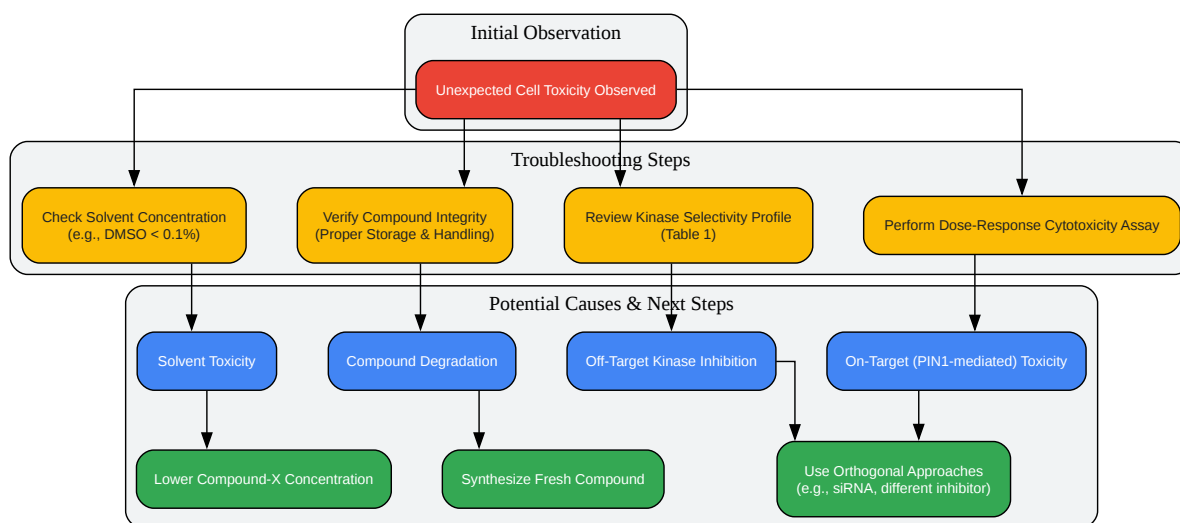 Initial Observation
Unexpected Cell Toxicity Observed
Troubleshooting Steps
Check Solvent Concentration
(e.g., DMSO < 0.1%)
Verify Compound Integrity
(Proper Storage & Handling)
Review Kinase Selectivity Profile
(Table 1)
Perform Dose-Response Cytotoxicity Assay
Potential Causes & Next Steps
Solvent Toxicity
Compound Degradation
Off-Target Kinase Inhibition
On-Target (PIN1-mediated) Toxicity
Lower Compound-X Concentration
Synthesize Fresh Compound
Use Orthogonal Approaches
(e.g., siRNA, different inhibitor)